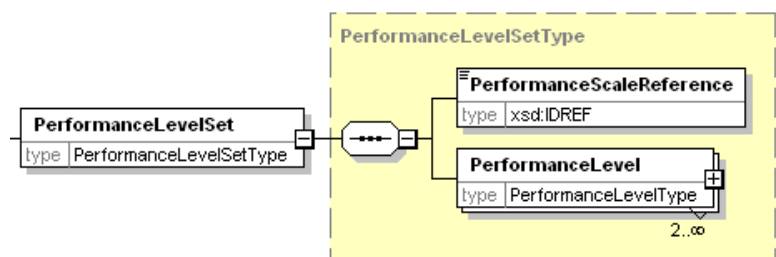 PerformanceLevelSetType
PerformanceScaleReference
type xsd:IDREF
PerformanceLevelSet
type PerformanceLevelSetType
PerformanceLevel
type PerformanceLevelType
2..∞